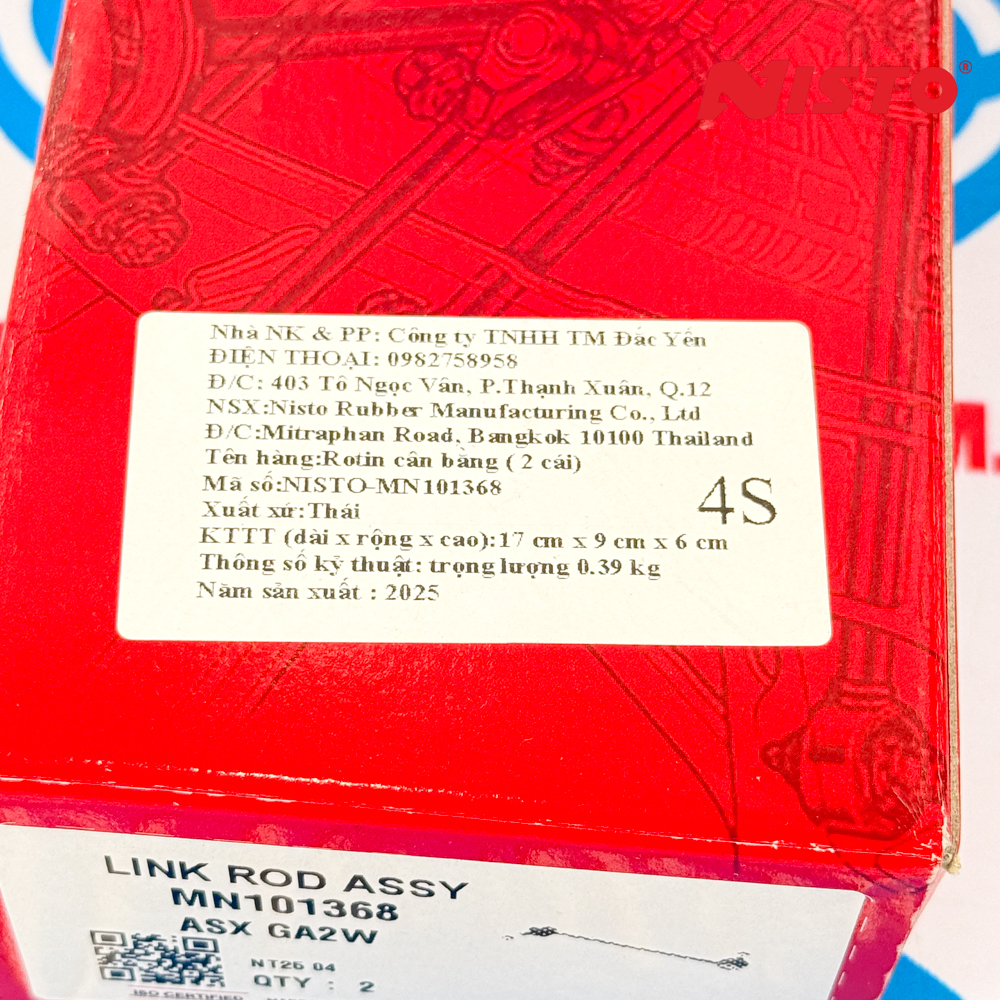 NISTO®
Nhà NK & PP: Công ty TNHH TM Đắc Yến
ĐIỆN THOẠI: 0982758958
Đ/C: 403 Tô Ngọc Vân, P.Thạnh Xuân, Q.12
NSX:Nisto Rubber Manufacturing Co., Ltd
Đ/C:Mitraphan Road, Bangkok 10100 Thailand
Tên hàng:Rotin cân bằng ( 2 cái)
Mã số:NISTO-MN101368
4S
Xuất xứ:Thái
KTTT (dài x rộng x cao):17 cm x 9 cm x 6 cm
Thông số kỹ thuật: trọng lượng 0.39 kg
Năm sản xuất : 2025
LINK ROD ASSY
MN101368
ASX GA2W
NT25 04
QTY : 2
ISO CERTIFIED